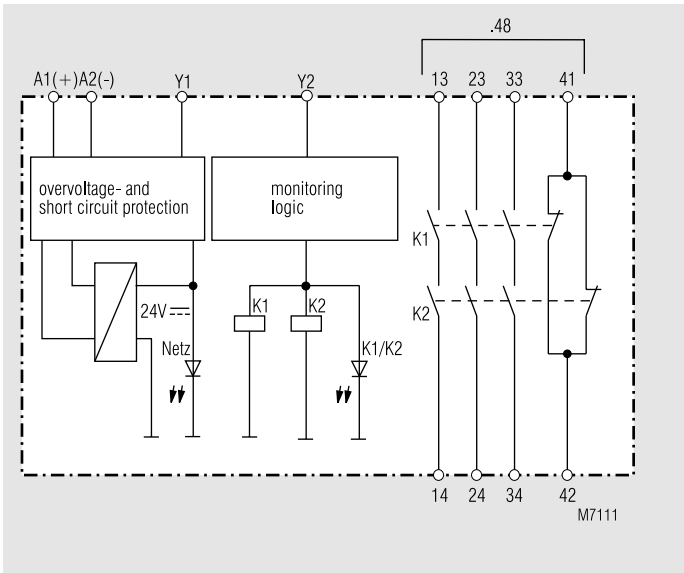 .48
A1(+) A2(-) Y1 Y2 13 23 33 41
overvoltage- and
short circuit protection
monitoring
logic
K1
K1 K2
K2
24V
Netz
K1/K2
14 24 34 42
M7111